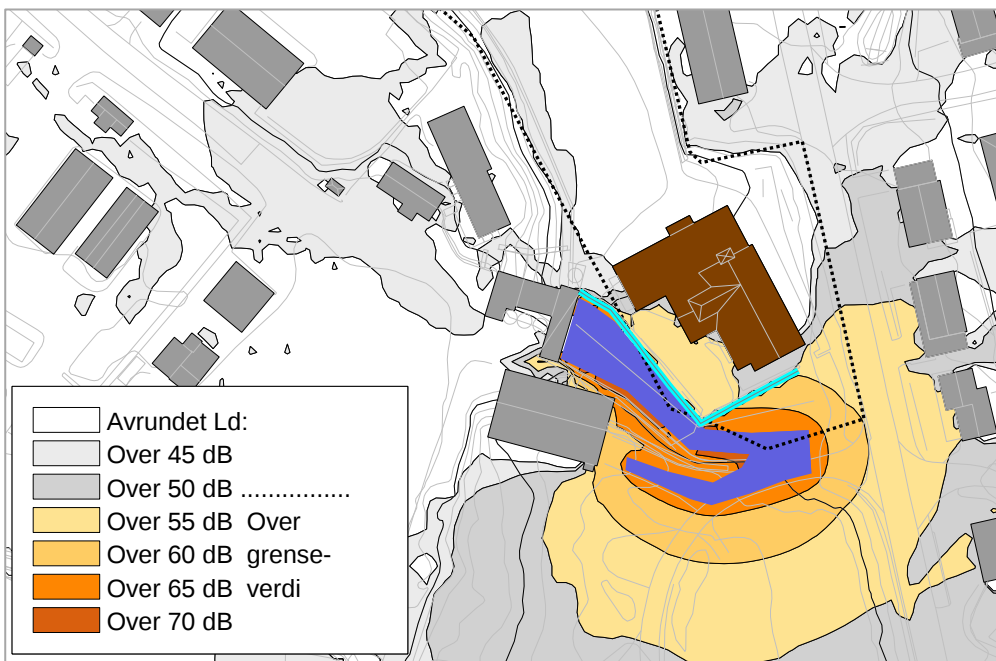 Avrundet Ld:
Over 45 dB
Over 50 dB .................
Over 55 dB  Over
Over 60 dB  grense-
Over 65 dB  verdi
Over 70 dB